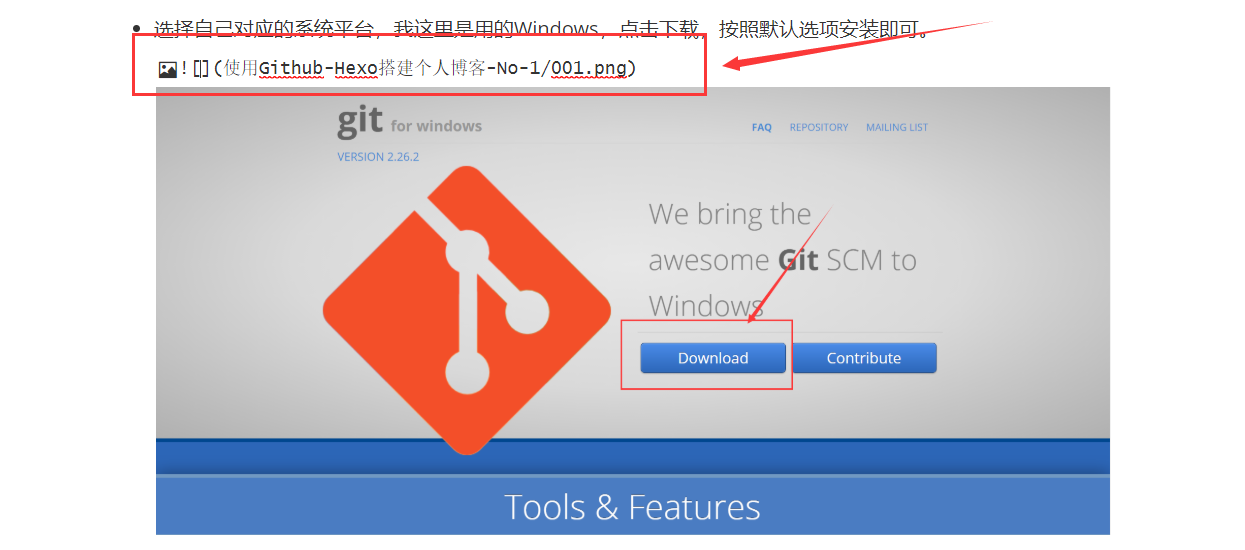 选择自己对应的系统平台，我这里是用的Windows，点击下载，按照默认选项安装即可。
![](使用Github-Hexo搭建个人博客-No-1/001.png)
git for windows
FAQ REPOSITORY MAILING LIST
VERSION 2.26.2
We bring the
awesome Git SCM to
Windows
Download Contribute
Tools & Features